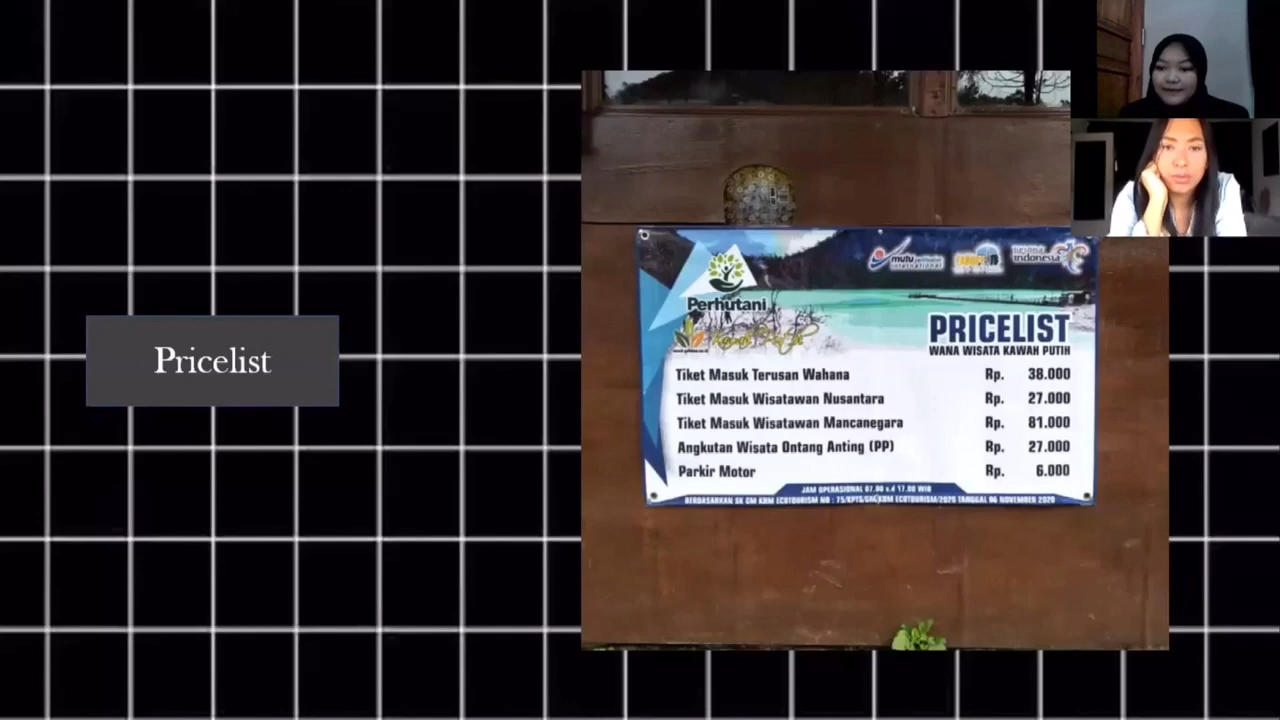 Pricelist
mutu
international
Indonesia
Perhutani
Kawah Putih
PRICELIST
WANA WISATA KAWAH PUTIH
Tiket Masuk Terusan Wahana Rp. 38.000
Tiket Masuk Wisatawan Nusantara Rp. 27.000
Tiket Masuk Wisatawan Mancanegara Rp. 81.000
Angkutan Wisata Ontang Anting (PP) Rp. 27.000
Parkir Motor Rp. 6.000
JAM OPERASIONAL 07.00 s.d 17.00 WIB
BERDASARKAN SK GM KBM ECOTOURISM NO : 75/KPTS/GM/KBM ECOTOURISM/2020 TANGGAL 06 NOVEMBER 2020